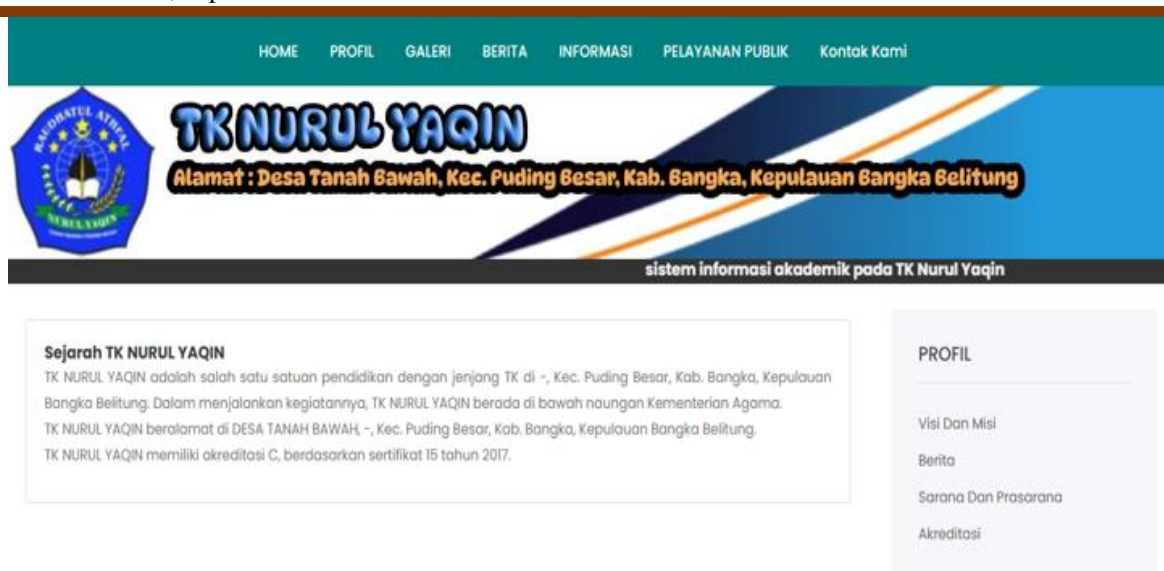 HOME PROFIL GALERI BERITA INFORMASI PELAYANAN PUBLIK Kontak Kami
RAUDHATUL ATHFAL
NURUL YAQIN
TK NURUL YAQIN
Alamat : Desa Tanah Bawah, Kec. Puding Besar, Kab. Bangka, Kepulauan Bangka Belitung
sistem informasi akademik pada TK Nurul Yaqin
Sejarah TK NURUL YAQIN
TK NURUL YAQIN adalah salah satu satuan pendidikan dengan jenjang TK di -, Kec. Puding Besar, Kab. Bangka, Kepulauan
Bangka Belitung. Dalam menjalankan kegiatannya, TK NURUL YAQIN berada di bawah naungan Kementerian Agama.
TK NURUL YAQIN beralamat di DESA TANAH BAWAH, -, Kec. Puding Besar, Kab. Bangka, Kepulauan Bangka Belitung.
TK NURUL YAQIN memiliki akreditasi C, berdasarkan sertifikat 15 tahun 2017.
PROFIL
Visi Dan Misi
Berita
Sarana Dan Prasarana
Akreditasi